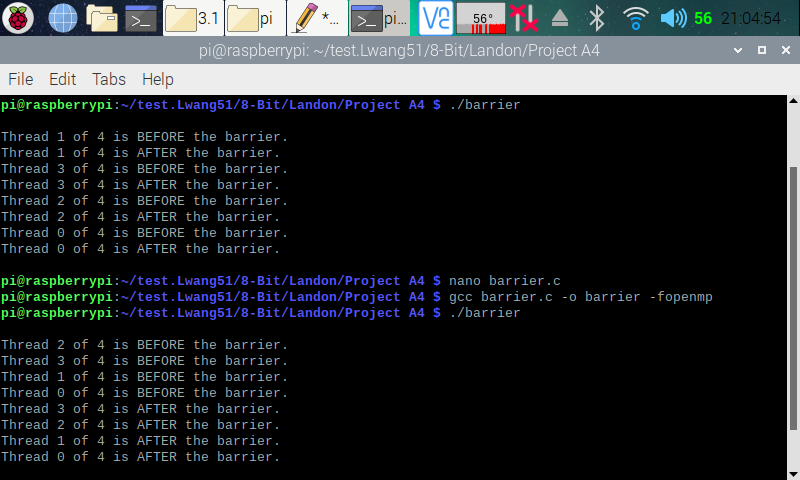 3.1
pi
*...
pi...
VC
56°
56
21:04:54
pi@raspberrypi: ~/test.Lwang51/8-Bit/Landon/Project A4
File Edit Tabs Help
pi@raspberrypi:~/test.Lwang51/8-Bit/Landon/Project A4 $ ./barrier
Thread 1 of 4 is BEFORE the barrier.
Thread 1 of 4 is AFTER the barrier.
Thread 3 of 4 is BEFORE the barrier.
Thread 3 of 4 is AFTER the barrier.
Thread 2 of 4 is BEFORE the barrier.
Thread 2 of 4 is AFTER the barrier.
Thread 0 of 4 is BEFORE the barrier.
Thread 0 of 4 is AFTER the barrier.
pi@raspberrypi:~/test.Lwang51/8-Bit/Landon/Project A4 $ nano barrier.c
pi@raspberrypi:~/test.Lwang51/8-Bit/Landon/Project A4 $ gcc barrier.c -o barrier -fopenmp
pi@raspberrypi:~/test.Lwang51/8-Bit/Landon/Project A4 $ ./barrier
Thread 2 of 4 is BEFORE the barrier.
Thread 3 of 4 is BEFORE the barrier.
Thread 1 of 4 is BEFORE the barrier.
Thread 0 of 4 is BEFORE the barrier.
Thread 3 of 4 is AFTER the barrier.
Thread 2 of 4 is AFTER the barrier.
Thread 1 of 4 is AFTER the barrier.
Thread 0 of 4 is AFTER the barrier.